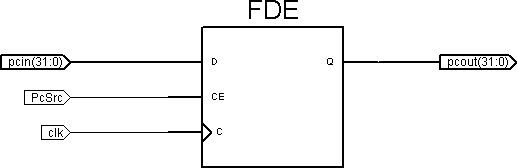 FDE
pcin(31:0) D Q pcout(31:0)
PcSrc CE
clk C